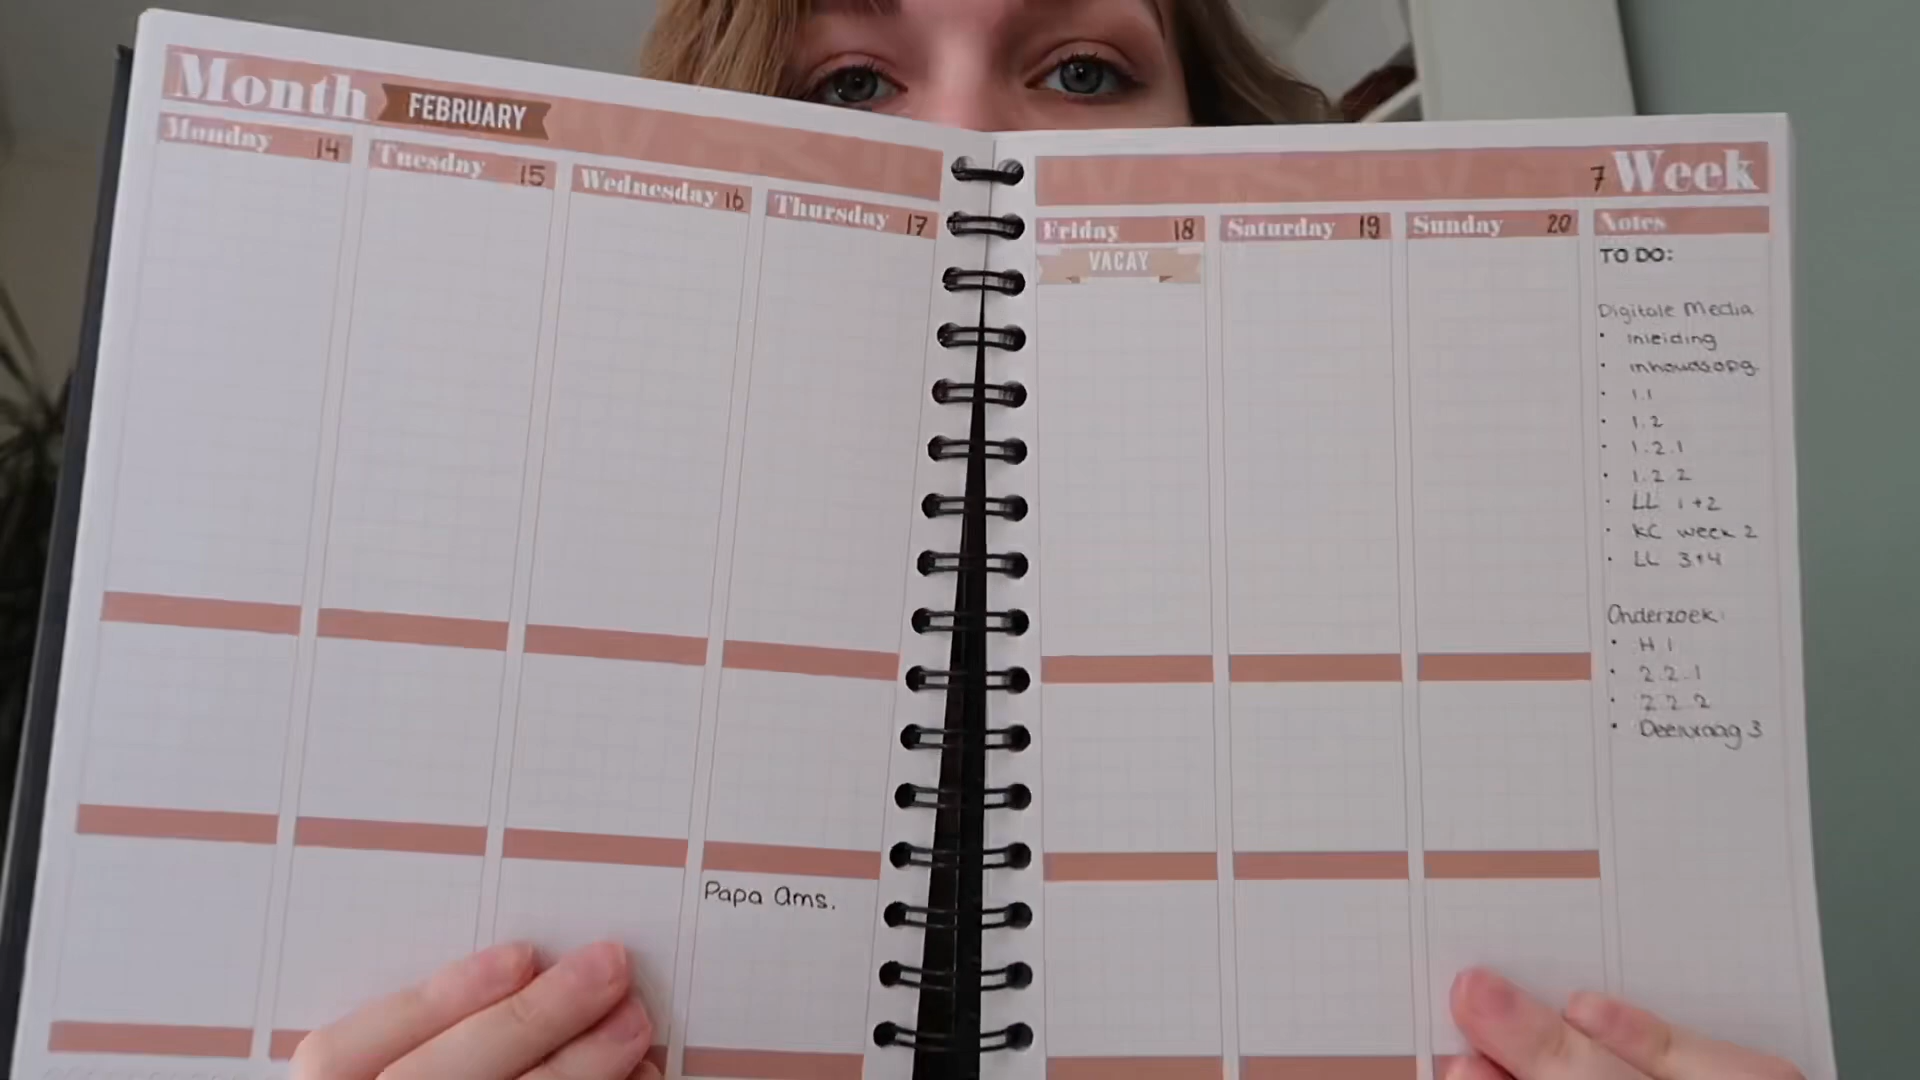 Month FEBRUARY
Monday 14
Tuesday 15
Wednesday 16
Thursday 17
Papa Ams.
7 Week
Friday 18
VACAY
Saturday 19
Sunday 20
Notes
TO DO:
Digitale Media
• inleiding
• inhoudsopg.
• 1.1
• 1.2
• 1.2.1
• 1.2.2
• LL 1+2
• KC week 2
• LL 3+4
Onderzoek:
• H1
• 2.2.1
• 2.2.2
• Deelvraag 3